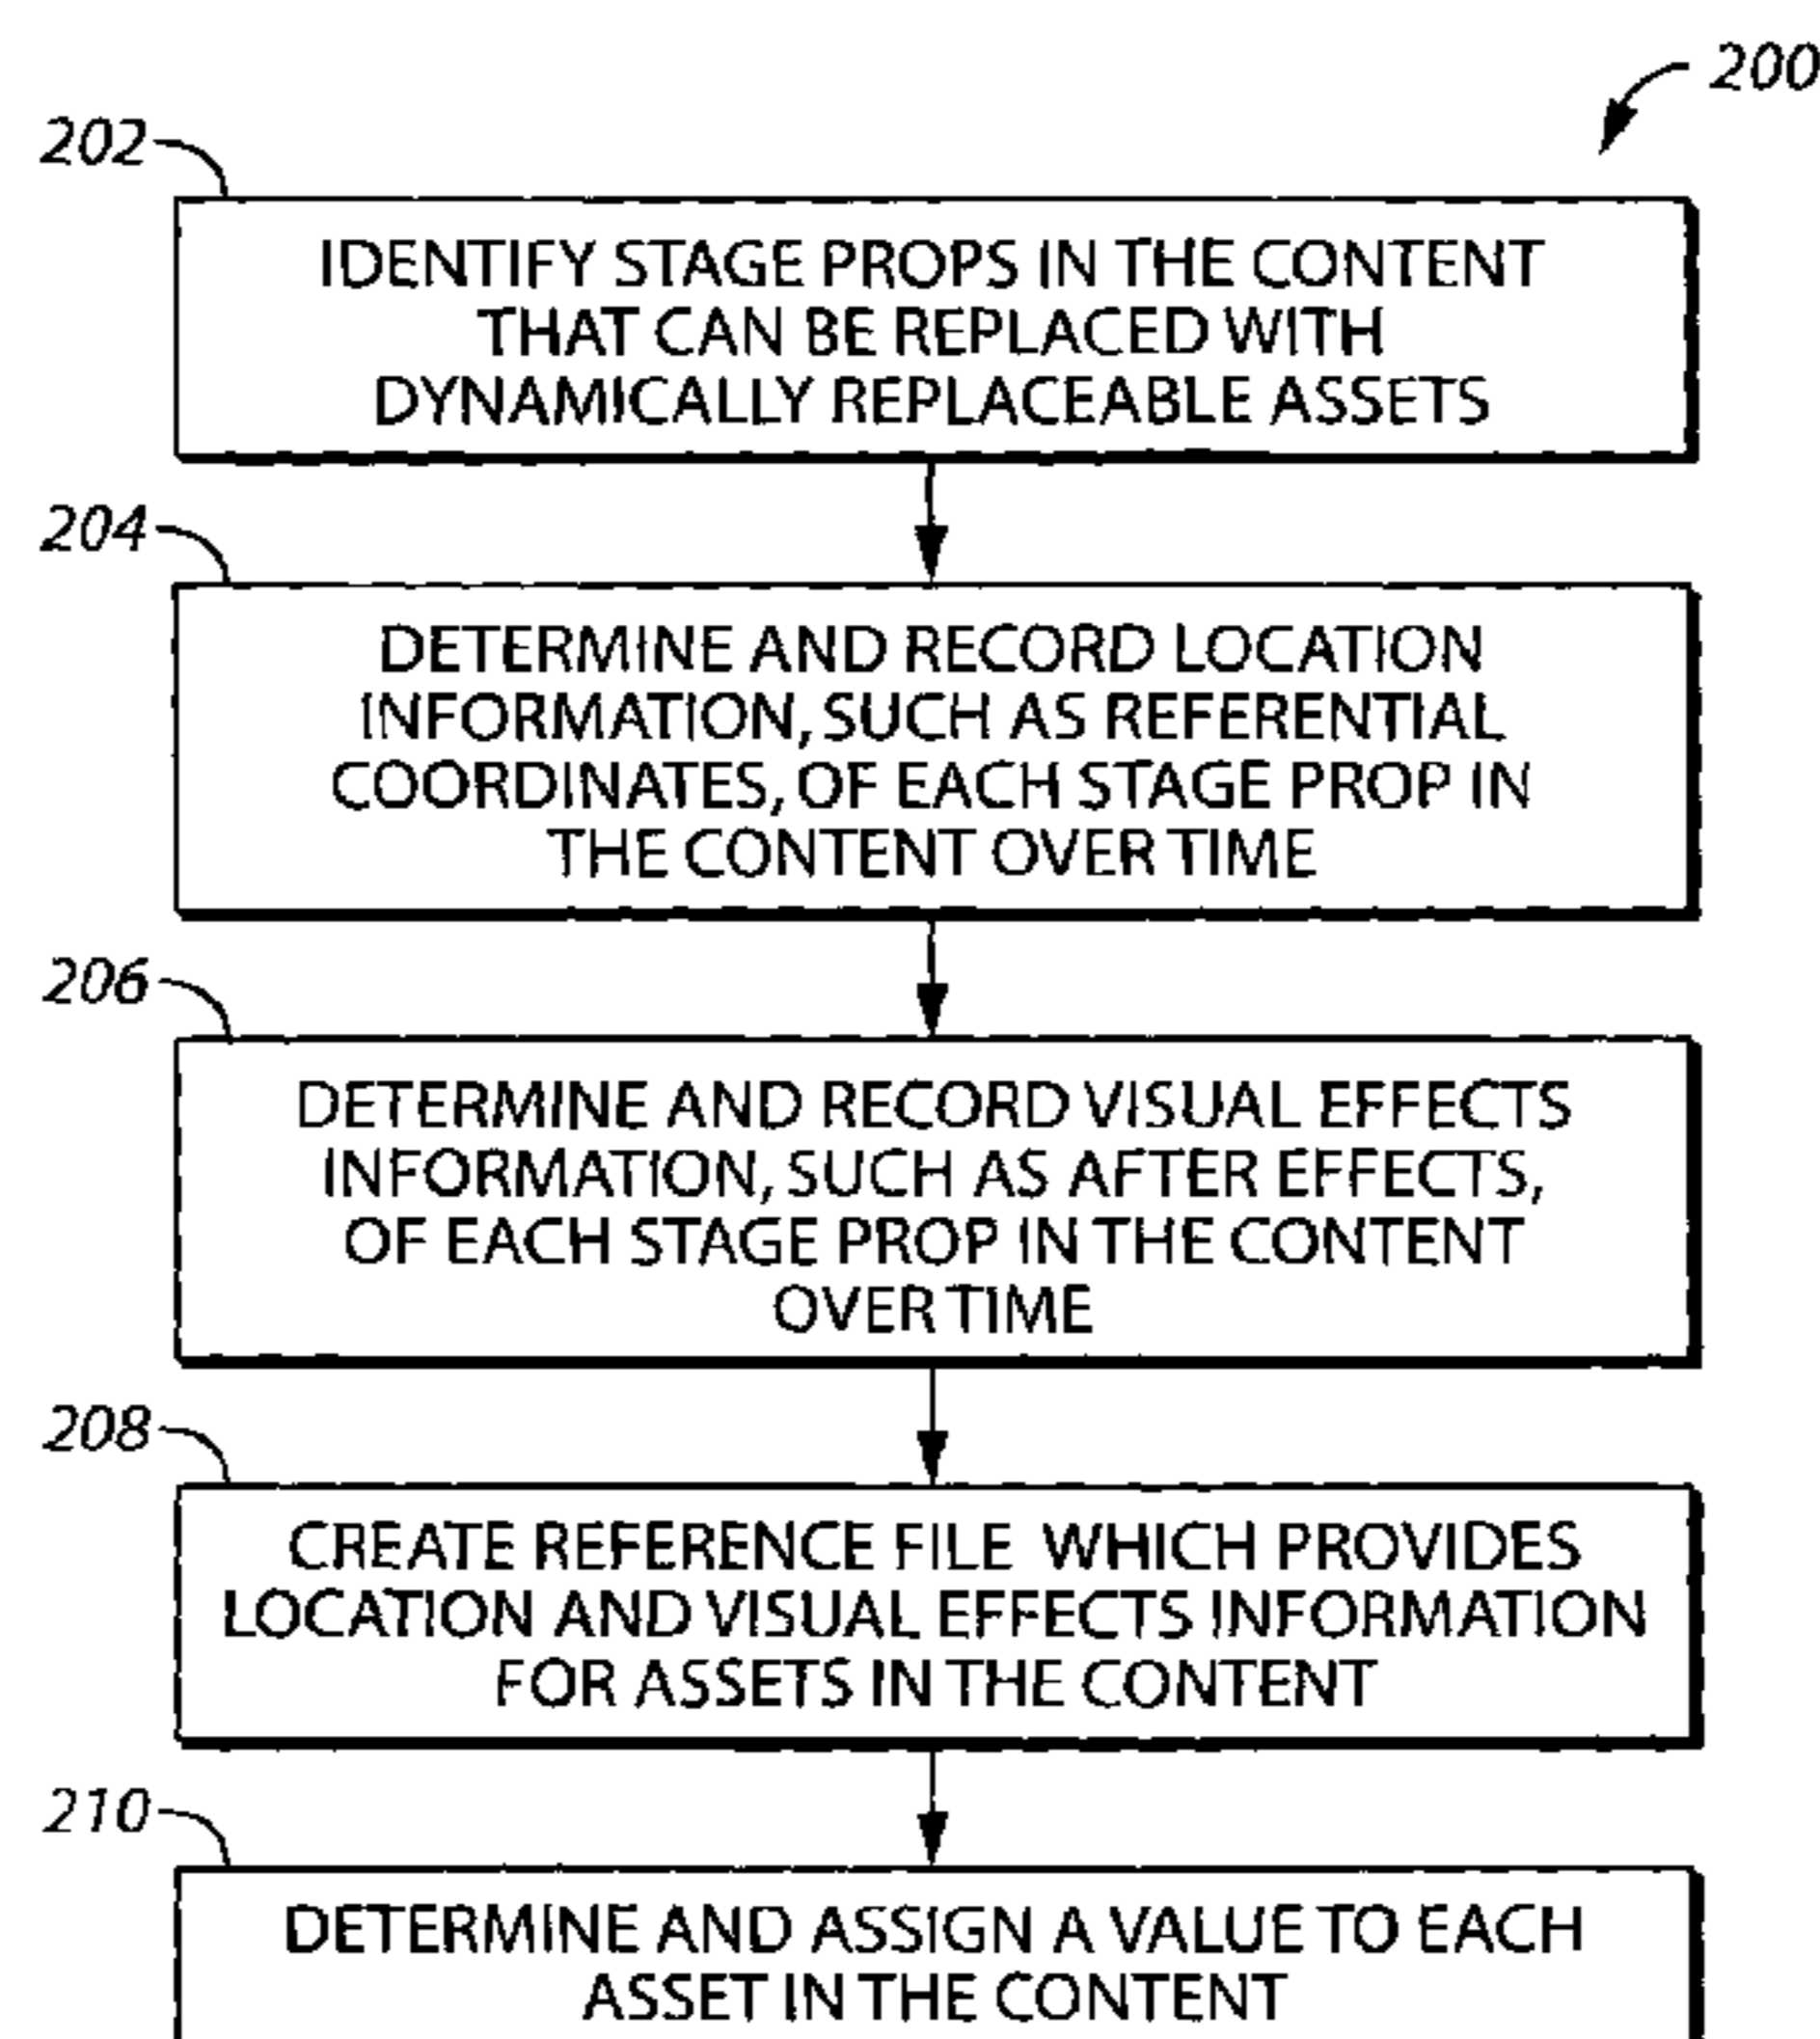 200
202
IDENTIFY STAGE PROPS IN THE CONTENT
THAT CAN BE REPLACED WITH
DYNAMICALLY REPLACEABLE ASSETS
204
DETERMINE AND RECORD LOCATION
INFORMATION, SUCH AS REFERENTIAL
COORDINATES, OF EACH STAGE PROP IN
THE CONTENT OVER TIME
206
DETERMINE AND RECORD VISUAL EFFECTS
INFORMATION, SUCH AS AFTER EFFECTS,
OF EACH STAGE PROP IN THE CONTENT
OVER TIME
208
CREATE REFERENCE FILE WHICH PROVIDES
LOCATION AND VISUAL EFFECTS INFORMATION
FOR ASSETS IN THE CONTENT
210
DETERMINE AND ASSIGN A VALUE TO EACH
ASSET IN THE CONTENT